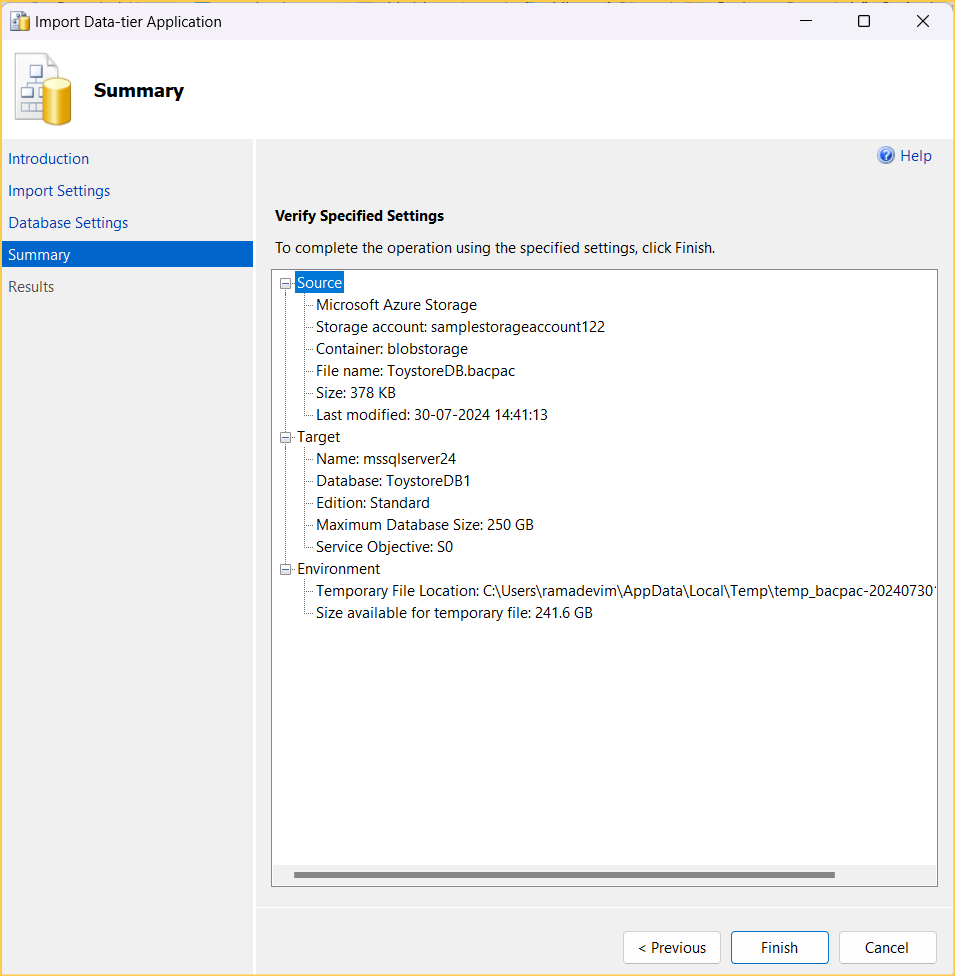 Import Data-tier Application
Summary
Introduction
Import Settings
Database Settings
Summary
Results
Help
Verify Specified Settings
To complete the operation using the specified settings, click Finish.
Source
Microsoft Azure Storage
Storage account: samplestorageaccount122
Container: blobstorage
File name: ToystoreDB.bacpac
Size: 378 KB
Last modified: 30-07-2024 14:41:13
Target
Name: mssqlserver24
Database: ToystoreDB1
Edition: Standard
Maximum Database Size: 250 GB
Service Objective: S0
Environment
Temporary File Location: C:\Users\ramadevim\AppData\Local\Temp\temp_bacpac-20240730
Size available for temporary file: 241.6 GB
< Previous
Finish
Cancel